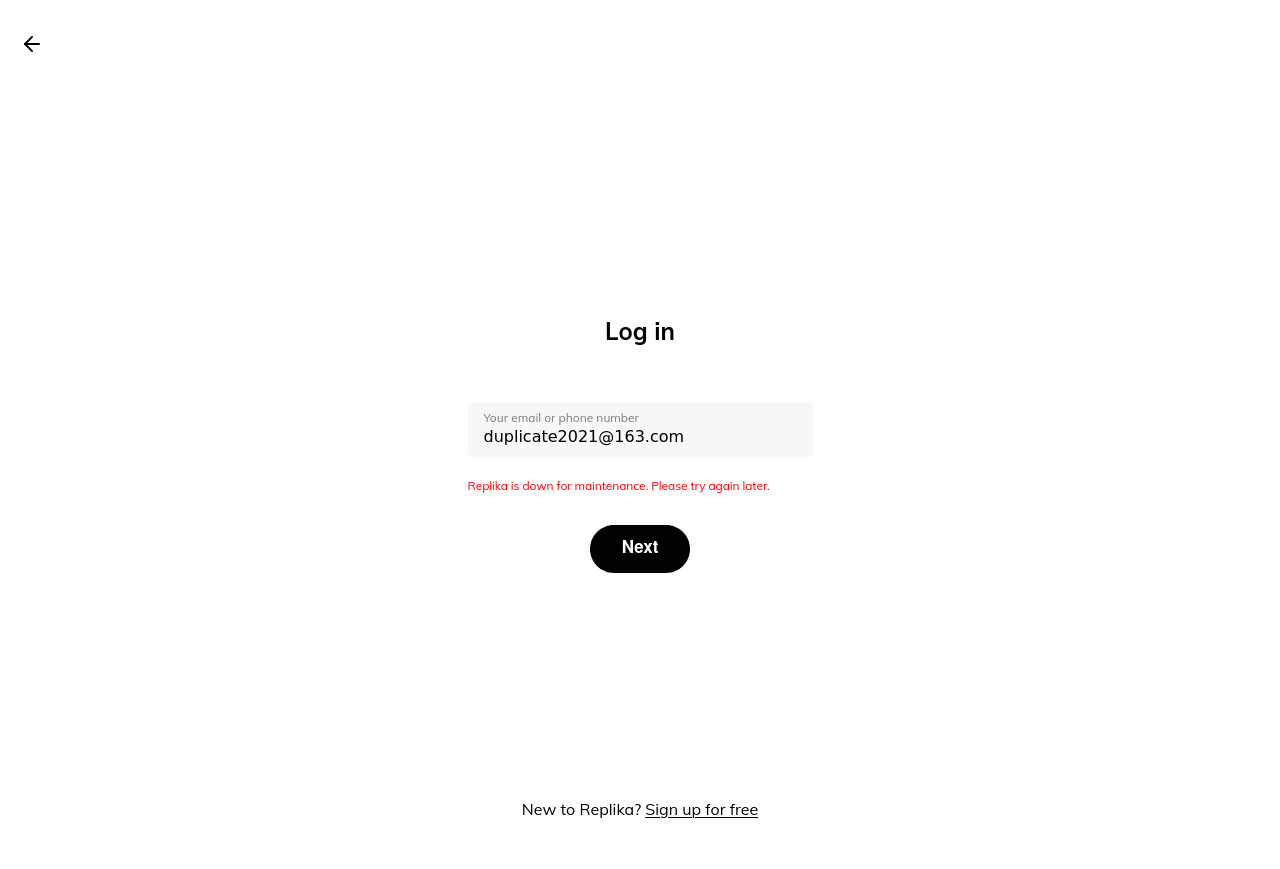 Log in
Your email or phone number
duplicate2021@163.com
Replika is down for maintenance. Please try again later.
Next
New to Replika? Sign up for free